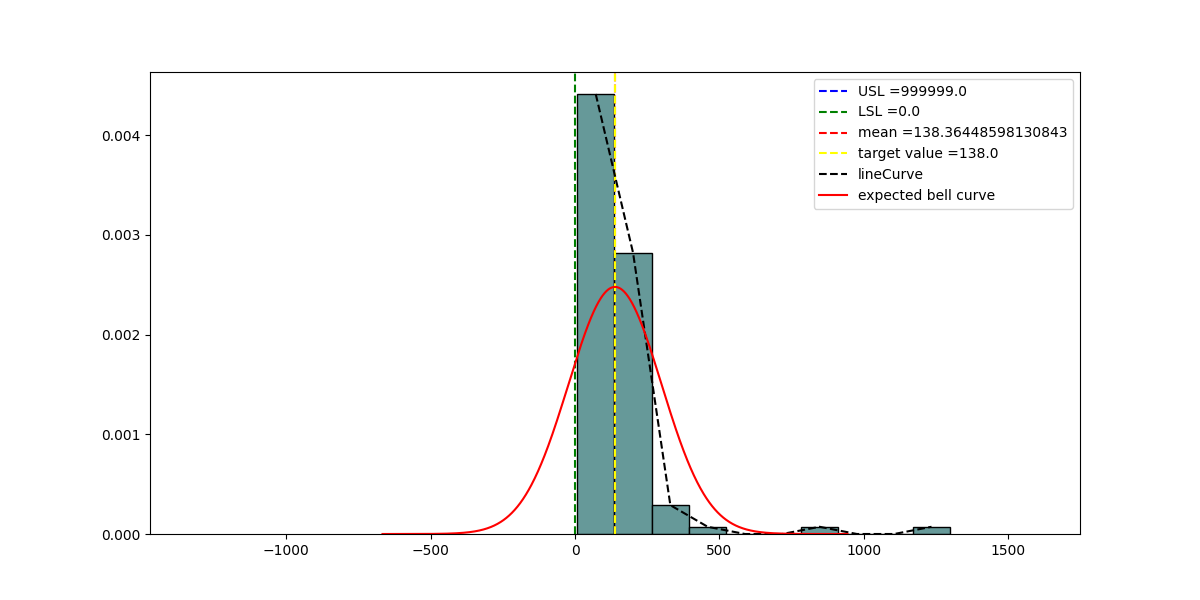 USL =999999.0
LSL =0.0
mean =138.36448598130843
target value =138.0
lineCurve
expected bell curve
0.004
0.003
0.002
0.001
0.000
−1000
−500
0
500
1000
1500